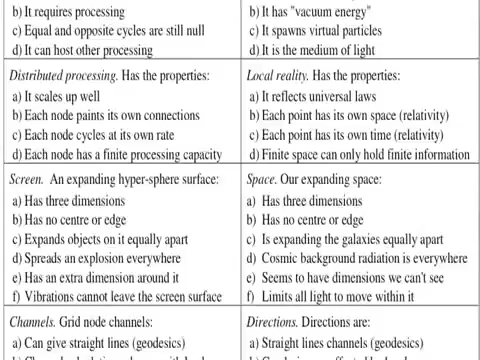 b) It requires processing
c) Equal and opposite cycles are still null
d) It can host other processing
b) It has "vacuum energy"
c) It spawns virtual particles
d) It is the medium of light
Distributed processing. Has the properties:
a) It scales up well
b) Each node paints its own connections
c) Each node cycles at its own rate
d) Each node has a finite processing capacity
Local reality. Has the properties:
a) It reflects universal laws
b) Each point has its own space (relativity)
c) Each point has its own time (relativity)
d) Finite space can only hold finite information
Screen. An expanding hyper-sphere surface:
a) Has three dimensions
b) Has no centre or edge
c) Expands objects on it equally apart
d) Spreads an explosion everywhere
e) Has an extra dimension around it
f) Vibrations cannot leave the screen surface
Space. Our expanding space:
a) Has three dimensions
b) Has no centre or edge
c) Is expanding the galaxies equally apart
d) Cosmic background radiation is everywhere
e) Seems to have dimensions we can't see
f) Limits all light to move within it
Channels. Grid node channels:
a) Can give straight lines (geodesics)
Directions. Directions are:
a) Straight lines channels (geodesics)